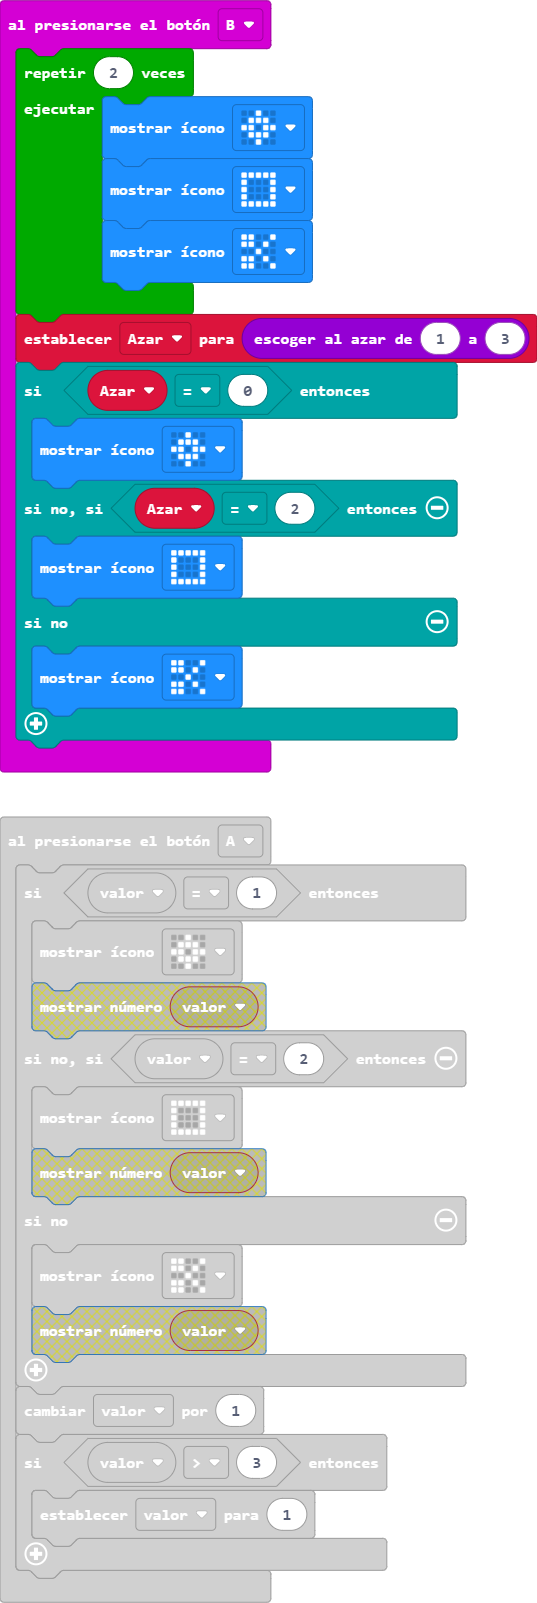 al presionarse el botón B
repetir 2 veces
ejecutar
mostrar ícono
mostrar ícono
mostrar ícono
establecer Azar para escoger al azar de 1 a 3
si Azar = 0 entonces
mostrar ícono
si no, si Azar = 2 entonces
mostrar ícono
si no
mostrar ícono
al presionarse el botón A
si valor = 1 entonces
mostrar ícono
mostrar número valor
si no, si valor = 2 entonces
mostrar ícono
mostrar número valor
si no
mostrar ícono
mostrar número valor
cambiar valor por 1
si valor > 3 entonces
establecer valor para 1